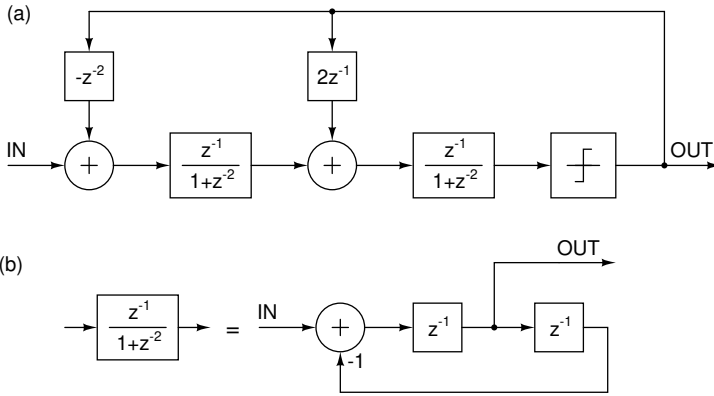 (a)
-z⁻² 2z⁻¹
IN + z⁻¹ / 1+z⁻² + z⁻¹ / 1+z⁻² OUT
(b)
OUT
z⁻¹ / 1+z⁻² = IN + z⁻¹ z⁻¹
-1